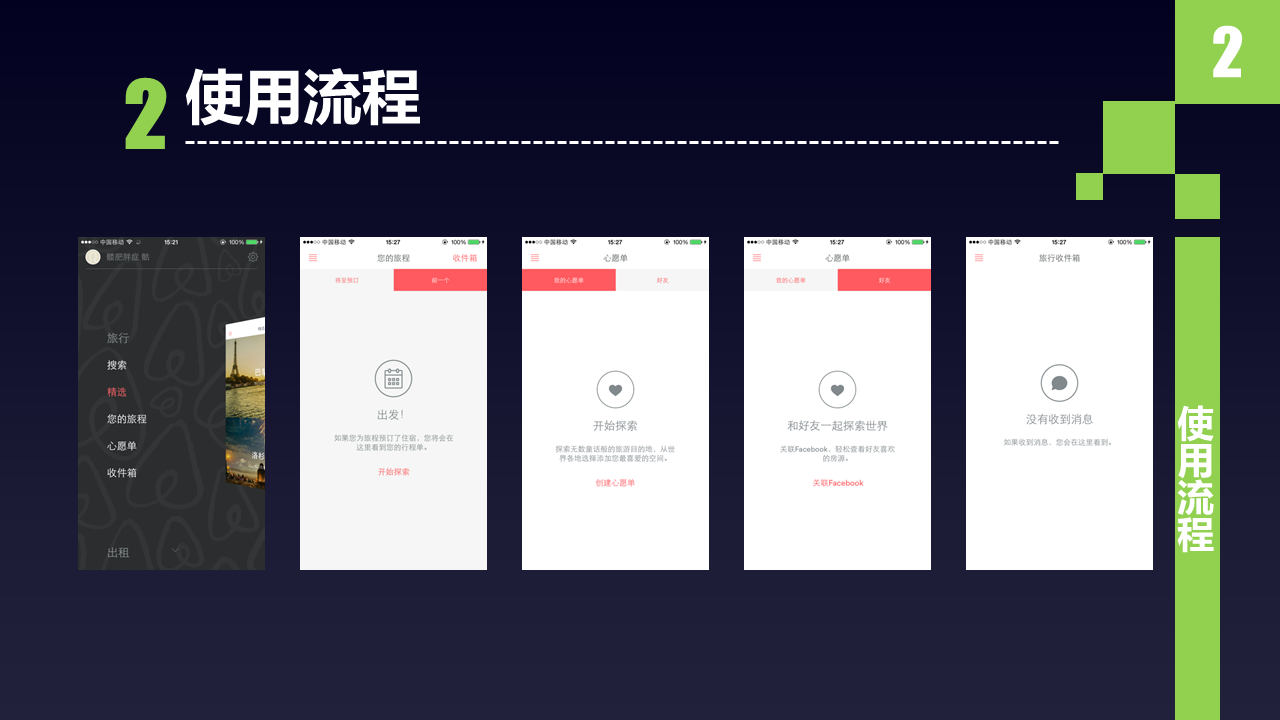 2
2 使用流程
中国移动 15:21 100%
肥胖症 酷
旅行
搜索
精选
您的旅程
心愿单
收件箱
出租
中国移动 15:27 100%
您的旅程 收件箱
将至预订 前一个
出发！
如果您为旅程预订了住宿，您将会在
这里看到您的行程单。
开始探索
中国移动 15:27 100%
心愿单
我的心愿单 好友
开始探索
探索无数童话般的旅游目的地，从世
界各地选择添加您最喜爱的空间。
创建心愿单
中国移动 15:27 100%
心愿单
我的心愿单 好友
和好友一起探索世界
关联Facebook，轻松查看好友喜欢
的房源。
关联Facebook
中国移动 15:27 100%
旅行收件箱
没有收到消息
如果收到消息，您会在这里看到。
使用流程